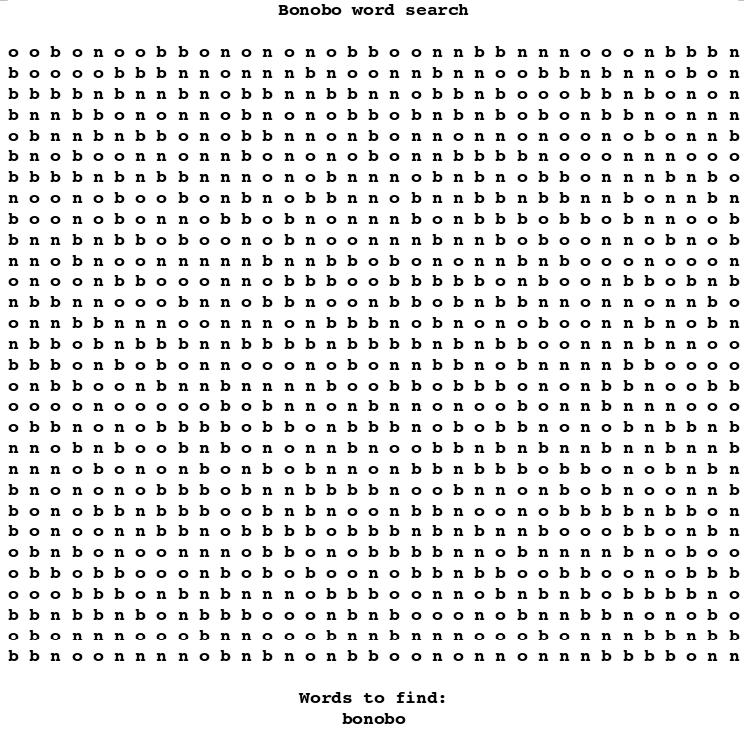 Bonobo word search
o o b o n o o b b o n o n o n o b b o o n n b b n n n o o o n b b b n
b o o o o b b b n n o n n n b n o o n n b n n o o b b n b n n o b b n
b b b b n b n n b n o b b n n b b n n o b b n b o o o b b n b o n o n
b n n b b o n o n n o b n o n o b b o b n b n b o b o n b b n o n n n
o b n n b n b b o n o b b n n o n b o n n o n n o n o o n o b o n n b
b n o b o o n n o n n b o n o n o b o n n b b b b n o o o n n n o o o
b b b b n b n b b n n n o n o b n n n o b n n b o b b o n n n b n b o
n o o n o b o o b o n b n o b b n n o b n n b b n b b n n b o n n b n
b o o n o b o n n o b b o b n o n n n b o n b b b o b b o b n n o o b
b n n b n b b o b o o n o b n o o n n n b n n b o b o o n n o b n o b
n n o b n o o n n n n n b n n b b o b o n o n n b n b o o o n o o o n
o n o o n n b b o o o n n o b b b o o b b b b b o n b o o n b b o b n b
n b b n n o o o b n n o b b n o o n b b o b n b b n n o n n o n n b o
o n n b b n n n o o n n n o n b b b n o b n o n o b o o n n b n o b n
n b b o b n b b b n n b b b n b b b b n b n b b n b b b n b b n n o o
b b b o n b o b o n n o o o n o b o n n b b n o b n n n n b b o o o o
o n b b o o n b n n b n n n n b o o b b o b b b o n o n b b n o o b b
o o o o n o o o o o b o b n n o n b n n o n o o b o n n b n n n o o o
o b b n o n o b b b b o b b o n b b b n n o b o b b n o n o b n b b n b
n n o b n b o o n b n b o n o n n b n o o b b n b n b n n b n b n n b
n n n o b o n o n b o n b o b n n o n n b b n b b b o b b o n o b n b n
b n o n o n o b b b o b n n b b b b n o o b n n o n b o b n o o n n b
b o n o b b n n b b b o o n b n b n o o n b b n o o n o b b b b n b b o n
b o n o o n n b b n o b b b b o b b b n b n b n n b o o o b b o n b n
o b n b o n o o n n n o b b o n o b b b b n n o b n n n n b n o b o o
o b b o b b o o o n b o b o b o o n o b b n b b o o b b o o n o b b b
o o o b b o n b n b n n o b b o o o n n o b n b n b o b b b b n o
b b n b b n b o n b b b o o o n b n b o o o n o b n n b b n o n o b o
o b o n n n o o o b n n o o o b n n b n n n o o o b o n n n b b n b b
b b n o o n n n n o b n b n o n b b o o n o n n o n n n b b b b o n n
Words to find:
bonobo